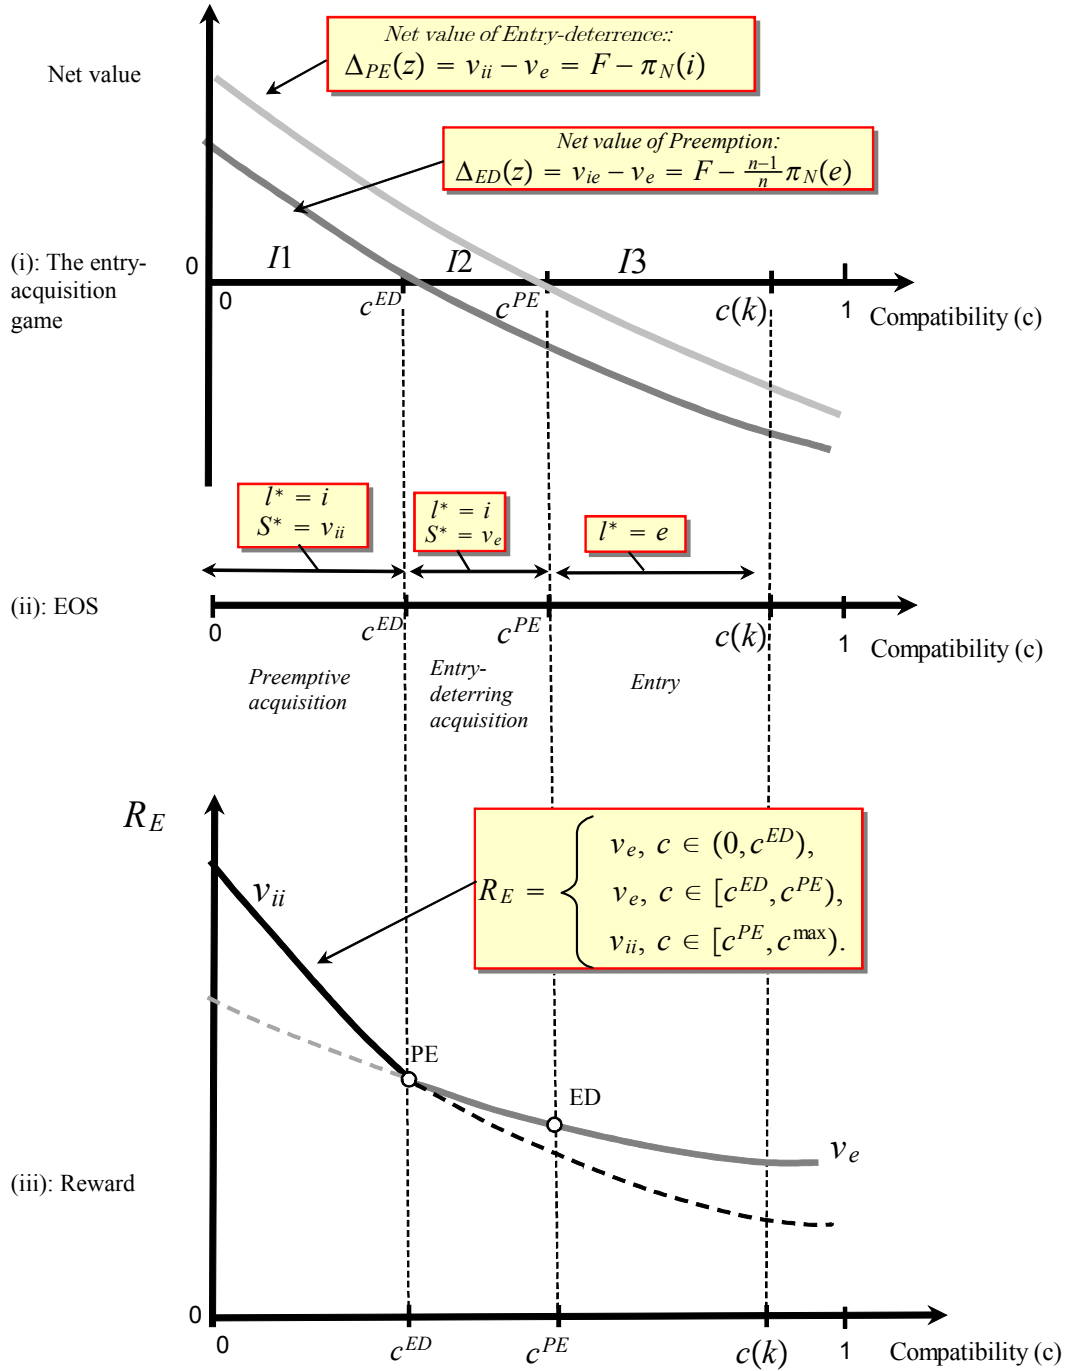 Net value of Entry-deterrence::
Δ_PE(z) = v_ii − v_e = F − π_N(i)
Net value
Net value of Preemption:
Δ_ED(z) = v_ie − v_e = F − (n−1)/n π_N(e)
(i): The entry-
acquisition
game
0
I1
I2
I3
0
c^ED
c^PE
c(k)
1
Compatibility (c)
l* = i
S* = v_ii
l* = i
S* = v_e
l* = e
(ii): EOS
0
c^ED
c^PE
c(k)
1
Compatibility (c)
Preemptive
acquisition
Entry-
deterring
acquisition
Entry
R_E
R_E = {
v_e, c ∈ (0, c^ED),
v_e, c ∈ [c^ED, c^PE),
v_ii, c ∈ [c^PE, c^max).
v_ii
PE
ED
v_e
(iii): Reward
0
0
c^ED
c^PE
c(k)
1
Compatibility (c)